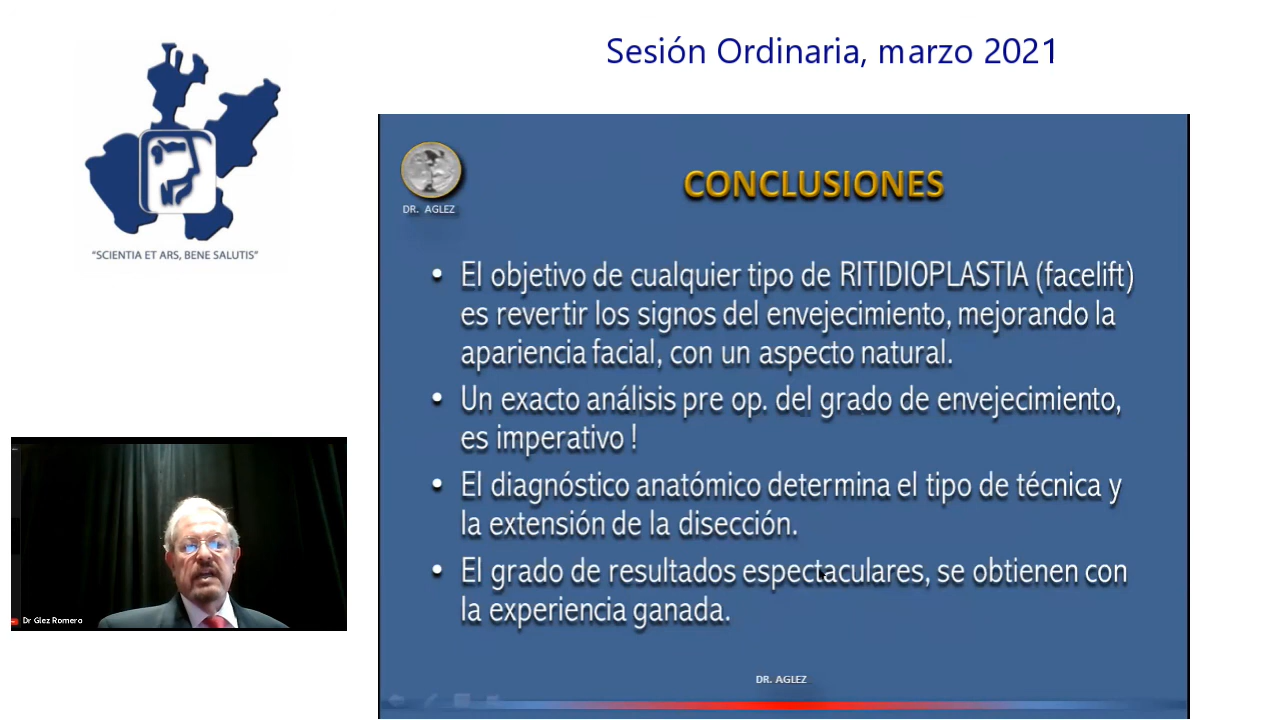 Sesión Ordinaria, marzo 2021
“SCIENTIA ET ARS, BENE SALUTIS”
DR. AGLEZ
CONCLUSIONES
• El objetivo de cualquier tipo de RITIDIOPLASTIA (facelift)
es revertir los signos del envejecimiento, mejorando la
apariencia facial, con un aspecto natural.
• Un exacto análisis pre op. del grado de envejecimiento,
es imperativo !
• El diagnóstico anatómico determina el tipo de técnica y
la extensión de la disección.
• El grado de resultados espectaculares, se obtienen con
la experiencia ganada.
DR. AGLEZ
Dr Glez Romero